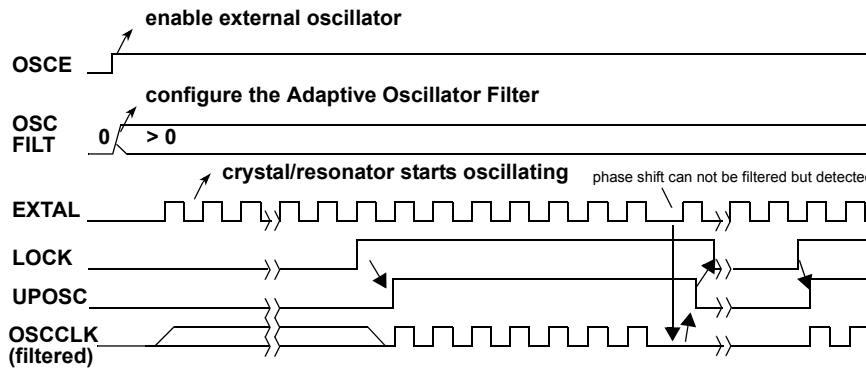 enable external oscillator
OSCE
configure the Adaptive Oscillator Filter
OSC
FILT
0 > 0
crystal/resonator starts oscillating
phase shift can not be filtered but detected
EXTAL
LOCK
UPOSC
OSCCLK
(filtered)